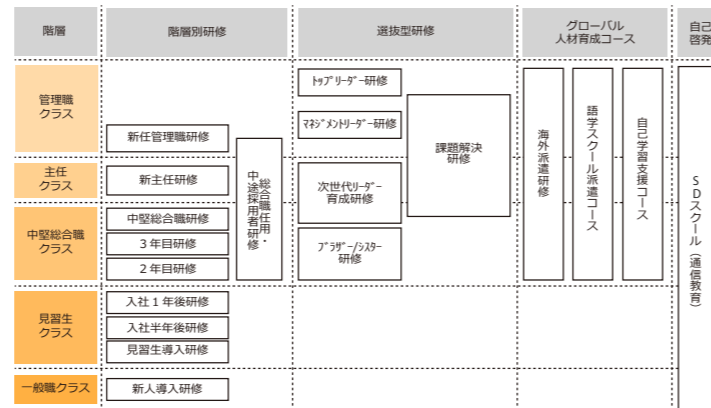 階層
階層別研修
選抜型研修
グローバル
人材育成コース
自己
啓発
管理職
クラス
新任管理職研修
主任
クラス
新主任研修
中堅総合職
クラス
中堅総合職研修
3年目研修
2年目研修
総合職任用・
中途採用者研修
見習生
クラス
入社1年後研修
入社半年後研修
見習生導入研修
一般職クラス
新人導入研修
ﾄｯﾌﾟﾘｰﾀﾞｰ研修
ﾏﾈｼﾞﾒﾝﾄﾘｰﾀﾞｰ研修
次世代ﾘｰﾀﾞｰ
育成研修
ﾌﾞﾗｻﾞｰ/ｼｽﾀｰ
研修
課題解決
研修
海外派遣研修
語学スクール派遣コース
自己学習支援コース
SDスクール（通信教育）